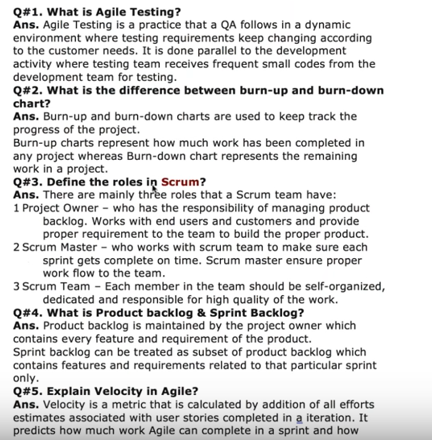 Q#1. What is Agile Testing?
Ans. Agile Testing is a practice that a QA follows in a dynamic
environment where testing requirements keep changing according
to the customer needs. It is done parallel to the development
activity where testing team receives frequent small codes from the
development team for testing.
Q#2. What is the difference between burn-up and burn-down
chart?
Ans. Burn-up and burn-down charts are used to keep track the
progress of the project.
Burn-up charts represent how much work has been completed in
any project whereas Burn-down chart represents the remaining
work in a project.
Q#3. Define the roles in Scrum?
Ans. There are mainly three roles that a Scrum team have:
1 Project Owner – who has the responsibility of managing product
backlog. Works with end users and customers and provide
proper requirement to the team to build the proper product.
2 Scrum Master – who works with scrum team to make sure each
sprint gets complete on time. Scrum master ensure proper
work flow to the team.
3 Scrum Team – Each member in the team should be self-organized,
dedicated and responsible for high quality of the work.
Q#4. What is Product backlog & Sprint Backlog?
Ans. Product backlog is maintained by the project owner which
contains every feature and requirement of the product.
Sprint backlog can be treated as subset of product backlog which
contains features and requirements related to that particular sprint
only.
Q#5. Explain Velocity in Agile?
Ans. Velocity is a metric that is calculated by addition of all efforts
estimates associated with user stories completed in a iteration. It
predicts how much work Agile can complete in a sprint and how